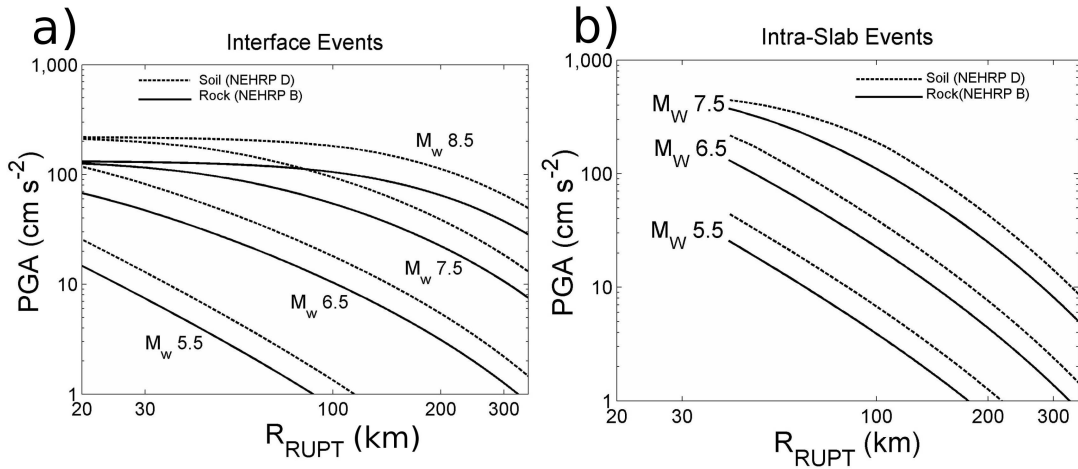 a)
Interface Events
1,000
100
10
1
PGA (cm s-2)
Soil (NEHRP D)
Rock (NEHRP B)
Mw 8.5
Mw 7.5
Mw 6.5
Mw 5.5
20 30 100 200 300
RRUPT (km)
b)
Intra-Slab Events
1,000
100
10
1
PGA (cm s-2)
Soil (NEHRP D)
Rock(NEHRP B)
MW 7.5
MW 6.5
MW 5.5
20 30 100 200 300
RRUPT (km)